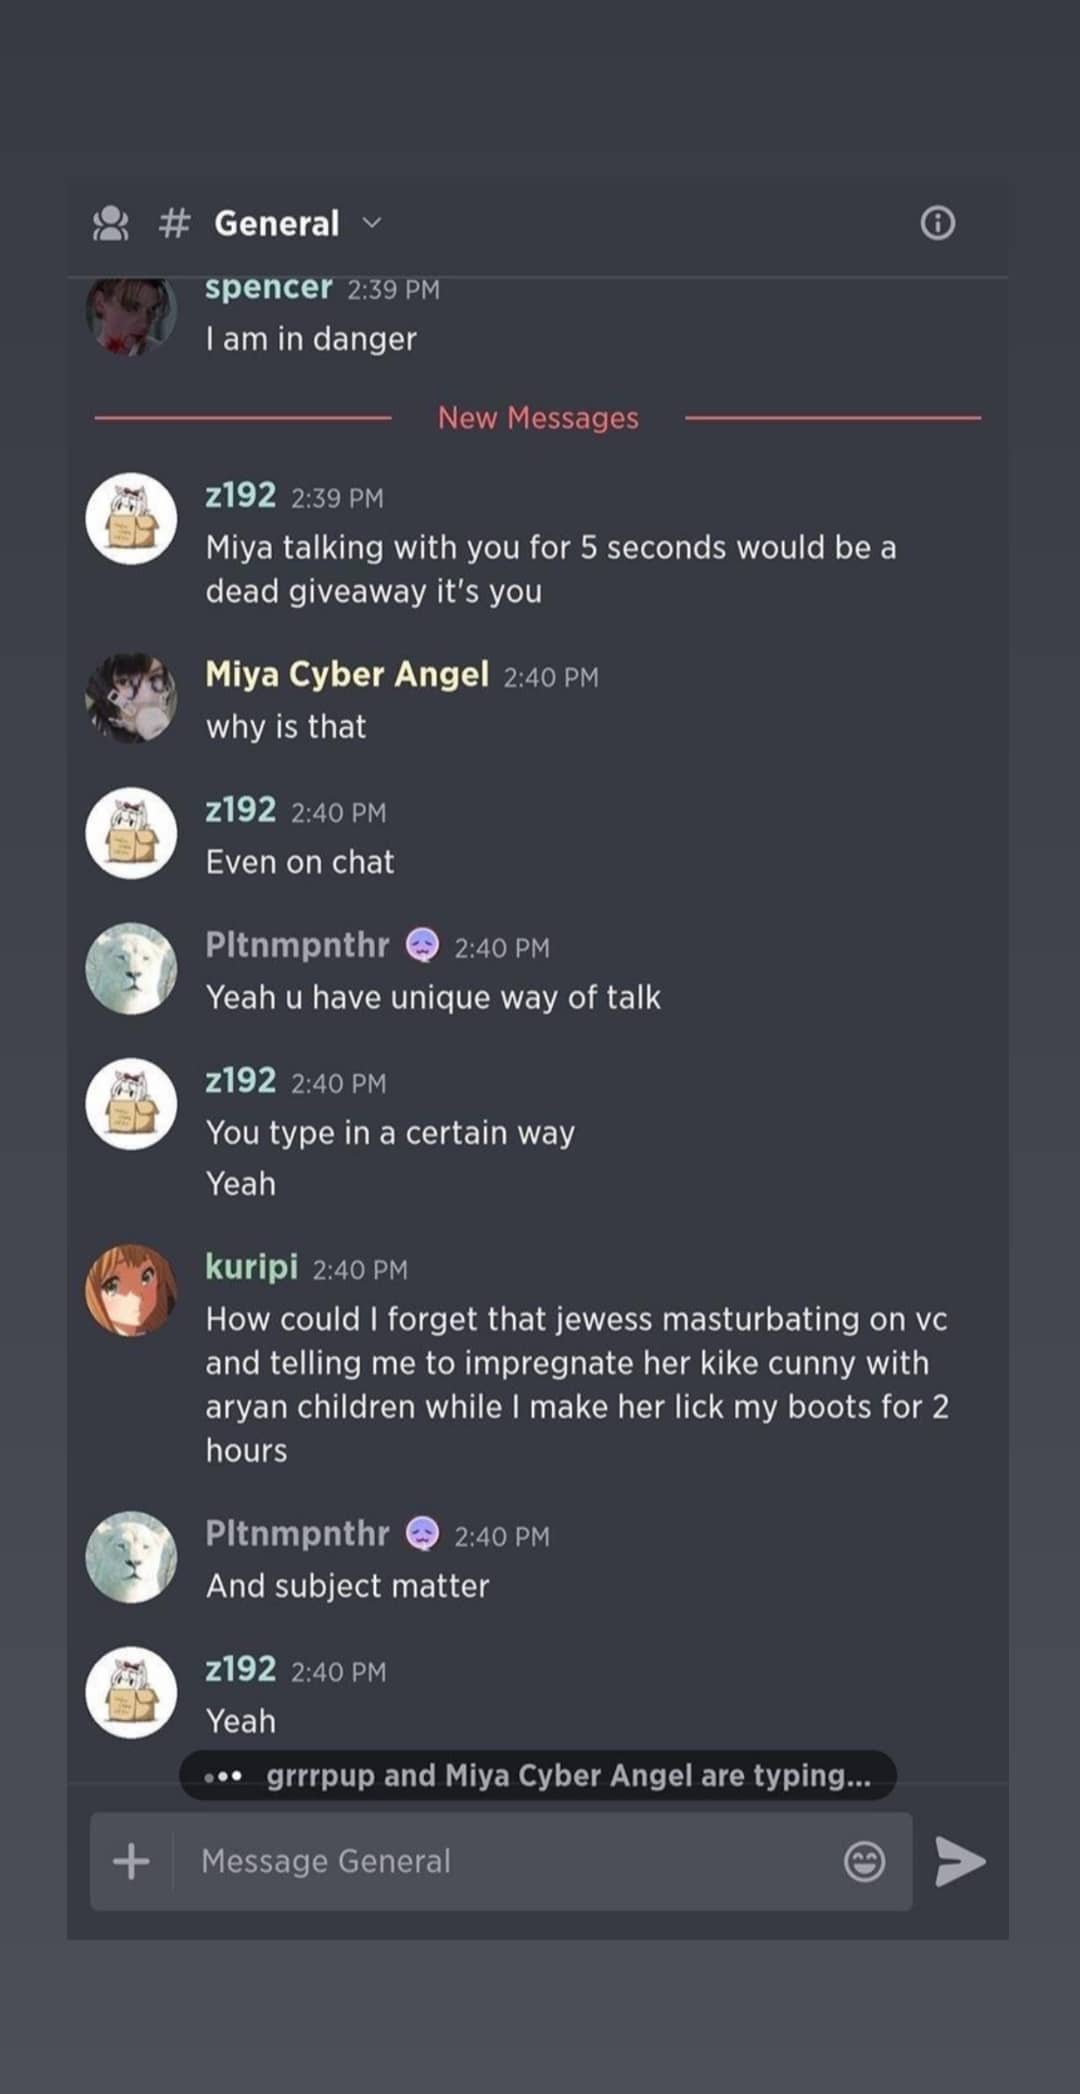 # General
spencer 2:39 PM
I am in danger
New Messages
z192 2:39 PM
Miya talking with you for 5 seconds would be a
dead giveaway it's you
Miya Cyber Angel 2:40 PM
why is that
z192 2:40 PM
Even on chat
Pltnmpnthr 2:40 PM
Yeah u have unique way of talk
z192 2:40 PM
You type in a certain way
Yeah
kuripi 2:40 PM
How could I forget that jewess masturbating on vc
and telling me to impregnate her kike cunny with
aryan children while I make her lick my boots for 2
hours
Pltnmpnthr 2:40 PM
And subject matter
z192 2:40 PM
Yeah
grrrpup and Miya Cyber Angel are typing...
Message General